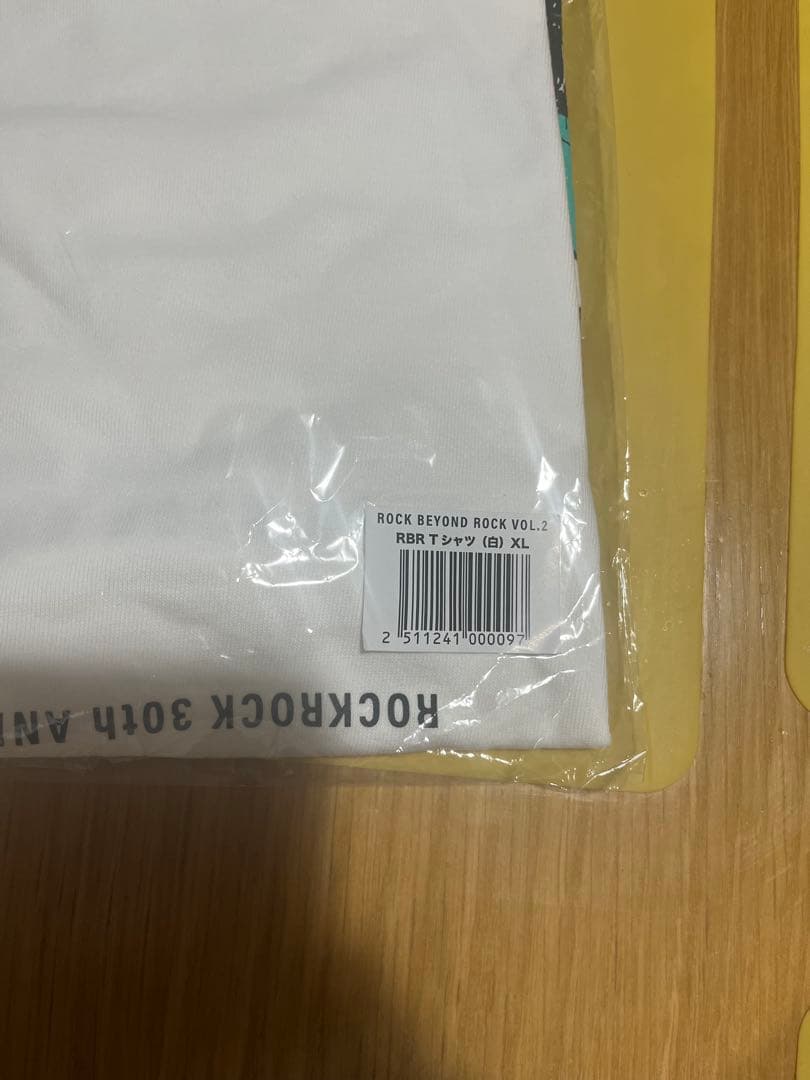 ROCK BEYOND ROCK VOL.2
RBR Tシャツ（白）XL
2 511241 000097
ROCKROCK 30th